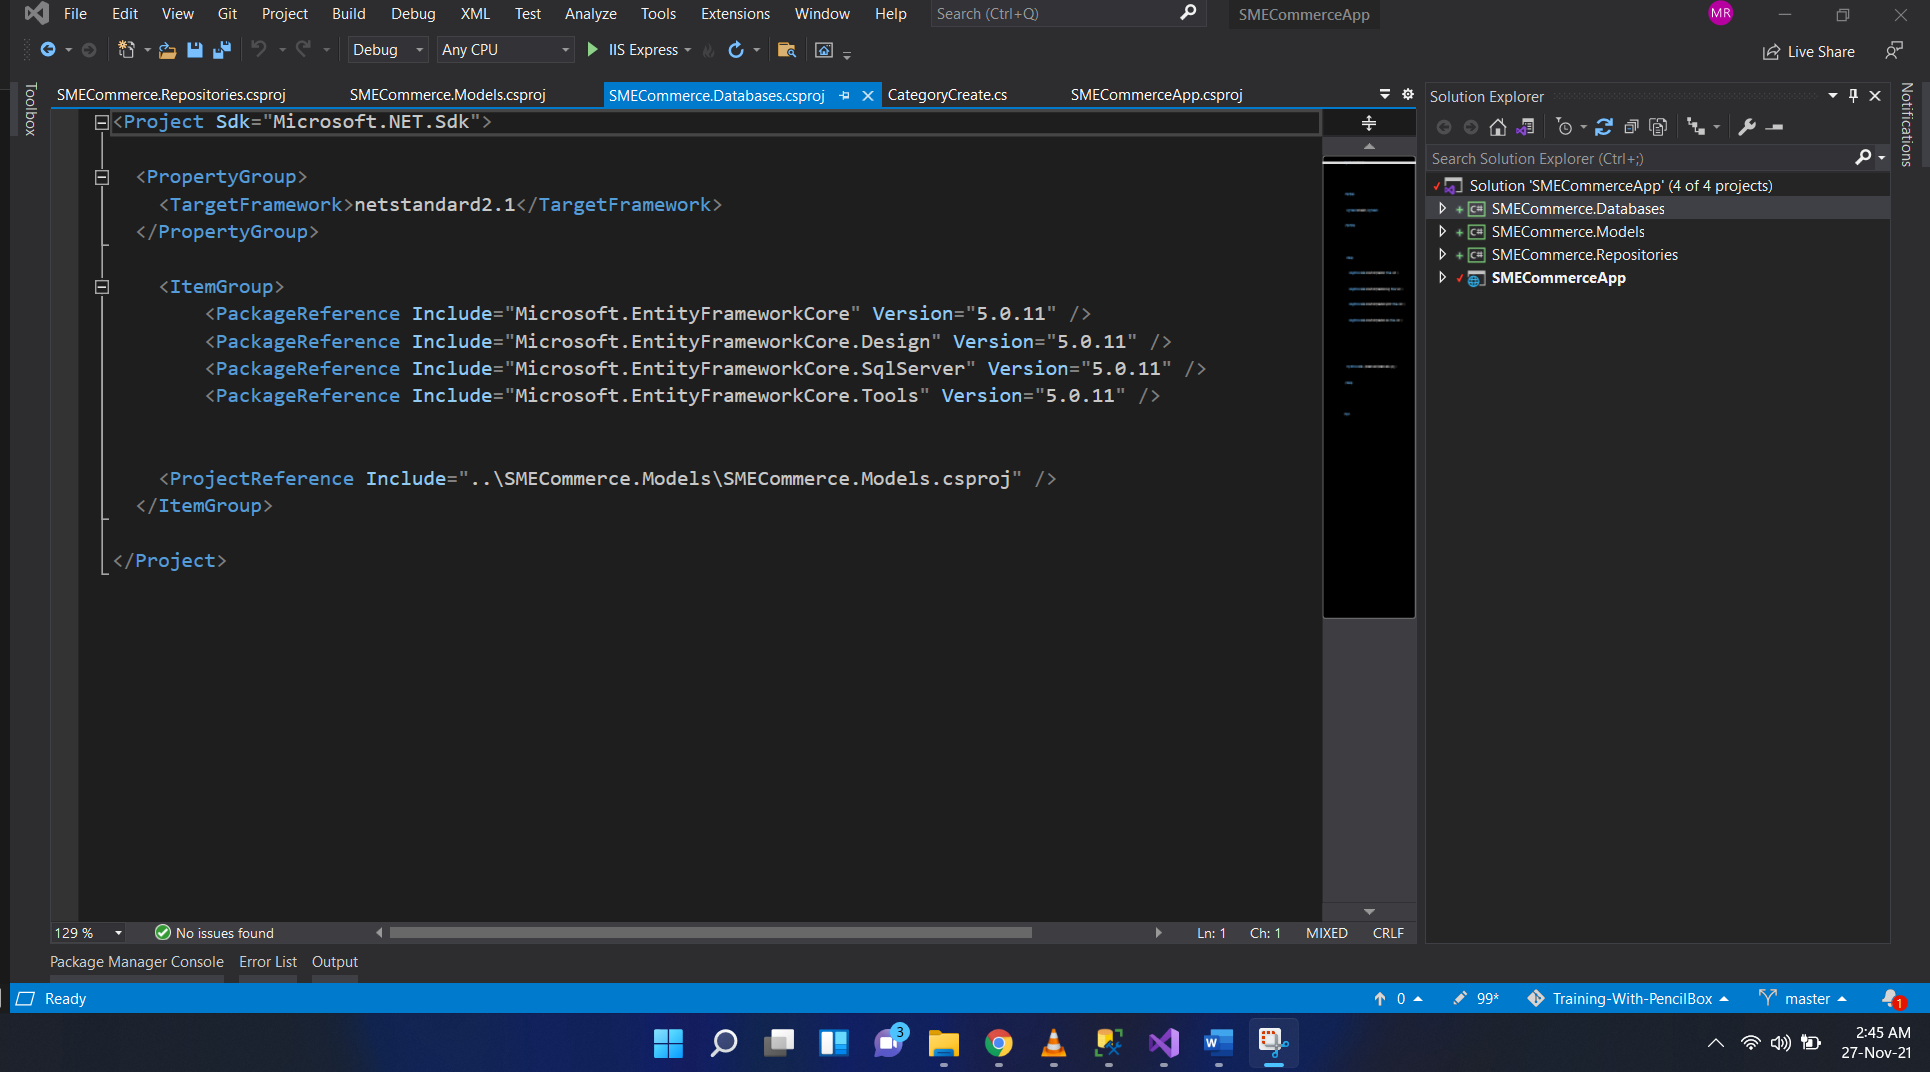 File Edit View Git Project Build Debug XML Test Analyze Tools Extensions Window Help Search (Ctrl+Q) SMECommerceApp MR
Debug Any CPU IIS Express Live Share
Toolbox
SMECommerce.Repositories.csproj SMECommerce.Models.csproj SMECommerce.Databases.csproj CategoryCreate.cs SMECommerceApp.csproj
<Project Sdk="Microsoft.NET.Sdk">
<PropertyGroup>
<TargetFramework>netstandard2.1</TargetFramework>
</PropertyGroup>
<ItemGroup>
<PackageReference Include="Microsoft.EntityFrameworkCore" Version="5.0.11" />
<PackageReference Include="Microsoft.EntityFrameworkCore.Design" Version="5.0.11" />
<PackageReference Include="Microsoft.EntityFrameworkCore.SqlServer" Version="5.0.11" />
<PackageReference Include="Microsoft.EntityFrameworkCore.Tools" Version="5.0.11" />
<ProjectReference Include="..\SMECommerce.Models\SMECommerce.Models.csproj" />
</ItemGroup>
</Project>
129 % No issues found Ln: 1 Ch: 1 MIXED CRLF
Solution Explorer
Search Solution Explorer (Ctrl+;)
Solution 'SMECommerceApp' (4 of 4 projects)
C# SMECommerce.Databases
C# SMECommerce.Models
C# SMECommerce.Repositories
SMECommerceApp
Notifications
Package Manager Console Error List Output
Ready 0 99* Training-With-PencilBox master 1
3
W
2:45 AM
27-Nov-21